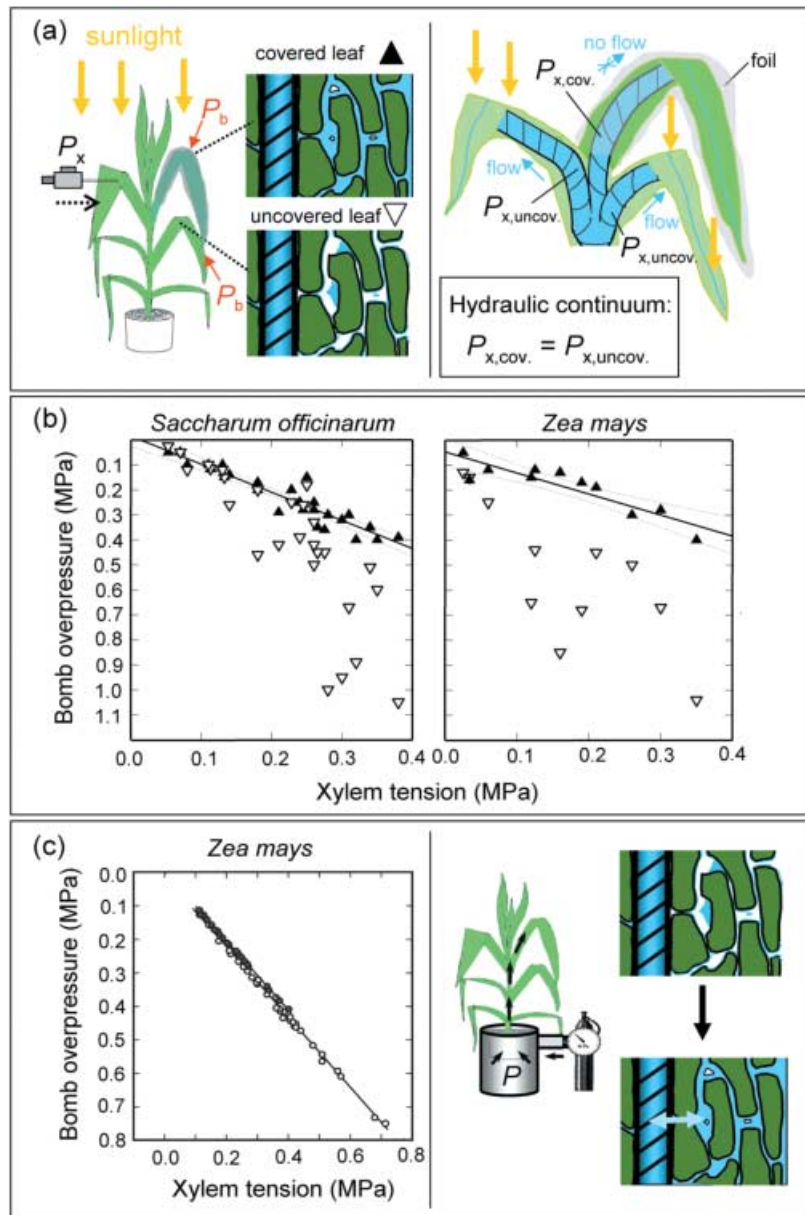 (a)
sunlight
covered leaf ▲
P_b
P_x
uncovered leaf ▽
P_b
no flow
foil
P_x,cov.
flow
P_x,uncov.
flow
P_x,uncov.
Hydraulic continuum:
P_x,cov. = P_x,uncov.
(b)
Saccharum officinarum
Zea mays
Bomb overpressure (MPa)
0.1
0.2
0.3
0.4
0.5
0.6
0.7
0.8
0.9
1.0
1.1
0.0 0.1 0.2 0.3 0.4
0.0 0.1 0.2 0.3 0.4
Xylem tension (MPa)
(c)
Zea mays
Bomb overpressure (MPa)
0.0
0.1
0.2
0.3
0.4
0.5
0.6
0.7
0.8
0.0 0.2 0.4 0.6 0.8
Xylem tension (MPa)
P